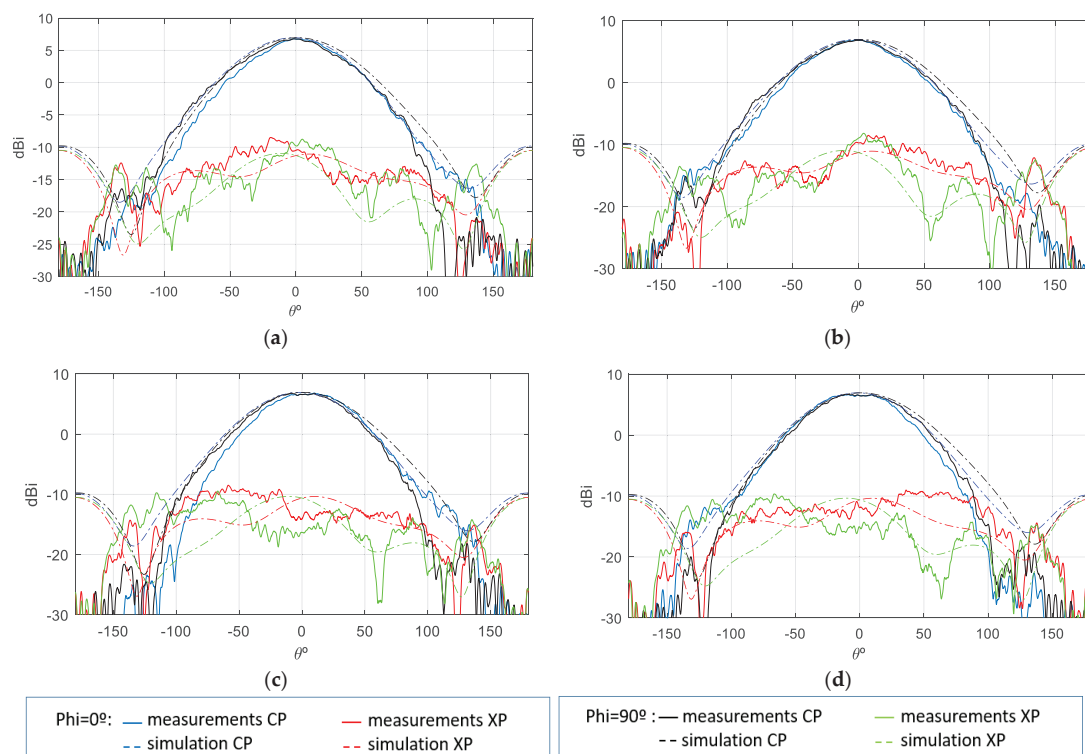 10
5
0
-5
-10
-15
-20
-25
-30
dBi
-150 -100 -50 0 50 100 150
θº
(a)
10
5
0
-5
-10
-15
-20
-25
-30
dBi
-150 -100 -50 0 50 100 150
θº
(b)
10
0
-10
-20
-30
dBi
-150 -100 -50 0 50 100 150
θº
(c)
10
0
-10
-20
-30
dBi
-150 -100 -50 0 50 100 150
θº
(d)
Phi=0º: measurements CP measurements XP
simulation CP simulation XP
Phi=90º : measurements CP measurements XP
simulation CP simulation XP